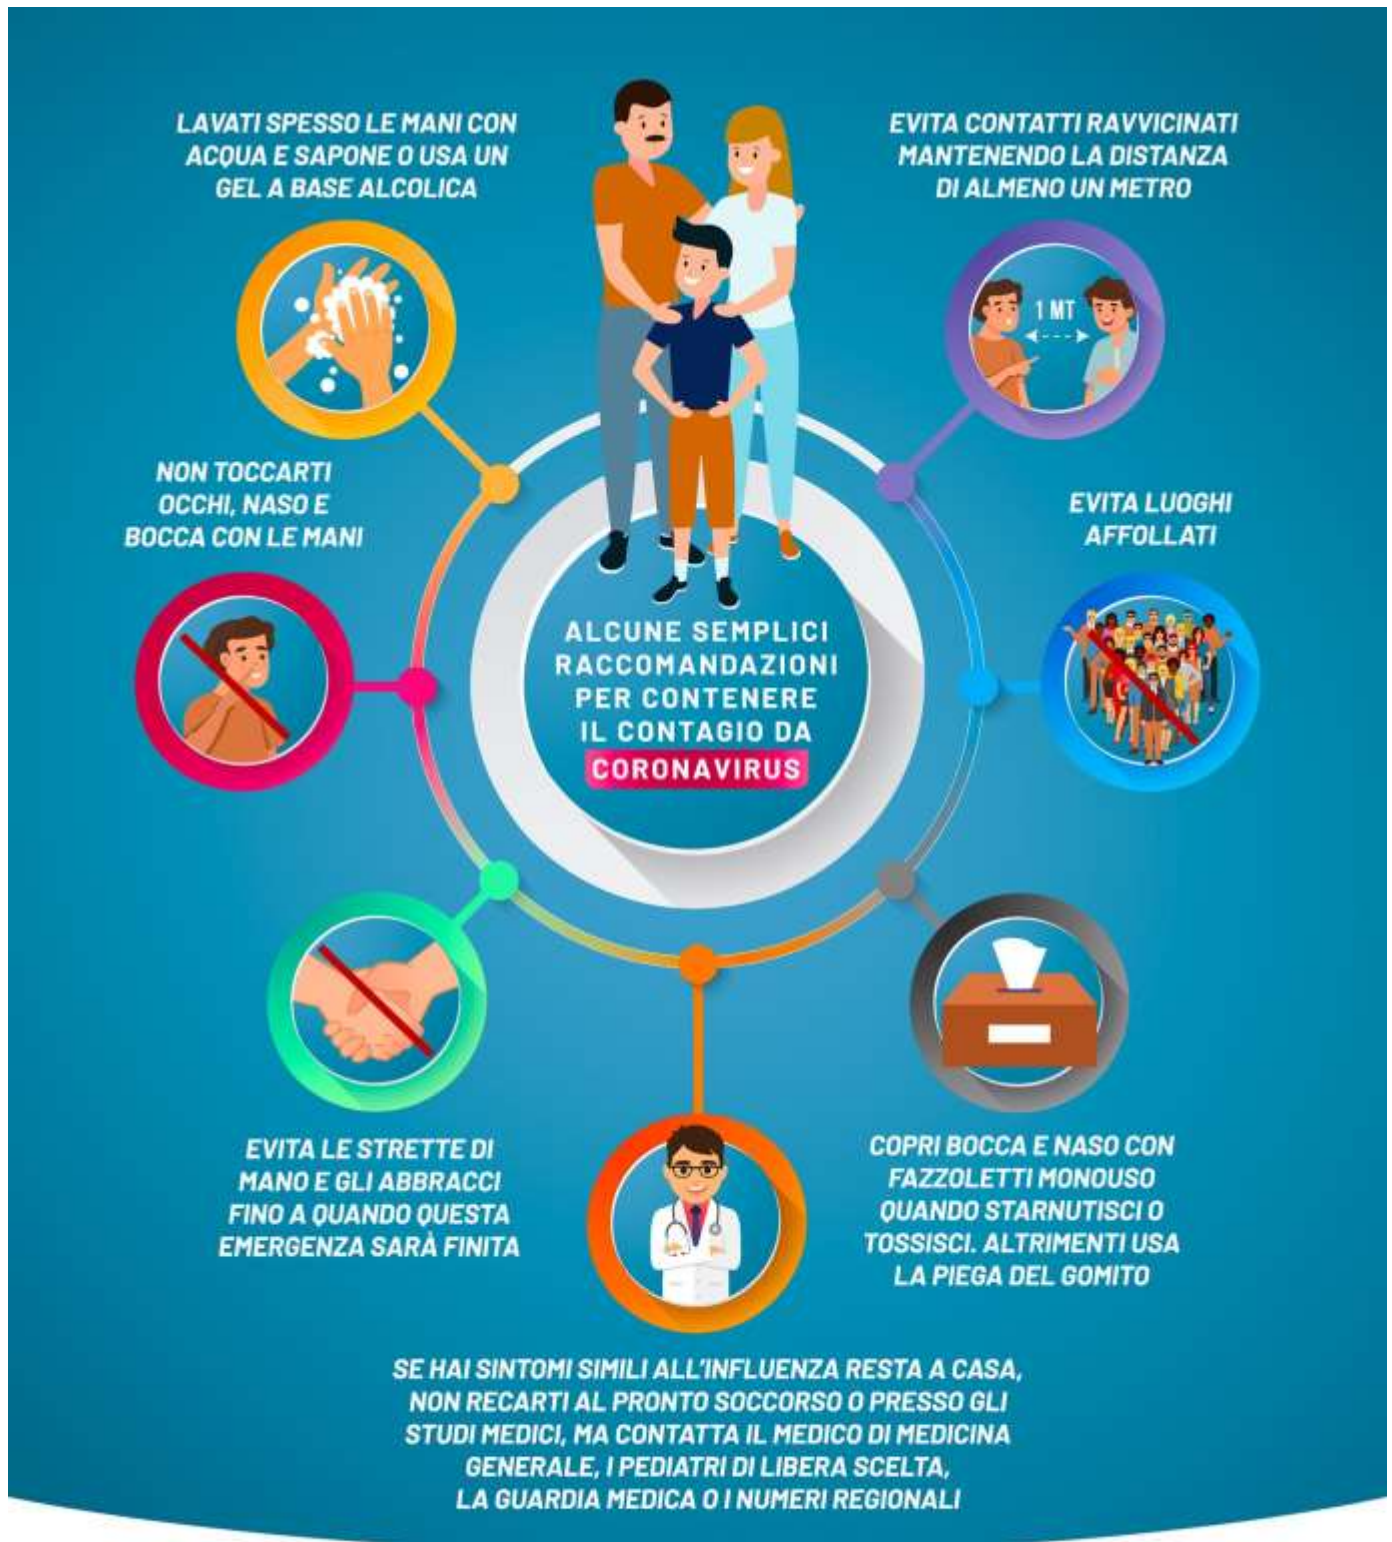 LAVATI SPESSO LE MANI CON
ACQUA E SAPONE O USA UN
GEL A BASE ALCOLICA
EVITA CONTATTI RAVVICINATI
MANTENENDO LA DISTANZA
DI ALMENO UN METRO
1 MT
NON TOCCARTI
OCCHI, NASO E
BOCCA CON LE MANI
EVITA LUOGHI
AFFOLLATI
ALCUNE SEMPLICI
RACCOMANDAZIONI
PER CONTENERE
IL CONTAGIO DA
CORONAVIRUS
EVITA LE STRETTE DI
MANO E GLI ABBRACCI
FINO A QUANDO QUESTA
EMERGENZA SARÀ FINITA
COPRI BOCCA E NASO CON
FAZZOLETTI MONOUSO
QUANDO STARNUTISCI O
TOSSISCI. ALTRIMENTI USA
LA PIEGA DEL GOMITO
SE HAI SINTOMI SIMILI ALL'INFLUENZA RESTA A CASA,
NON RECARTI AL PRONTO SOCCORSO O PRESSO GLI
STUDI MEDICI, MA CONTATTA IL MEDICO DI MEDICINA
GENERALE, I PEDIATRI DI LIBERA SCELTA,
LA GUARDIA MEDICA O I NUMERI REGIONALI